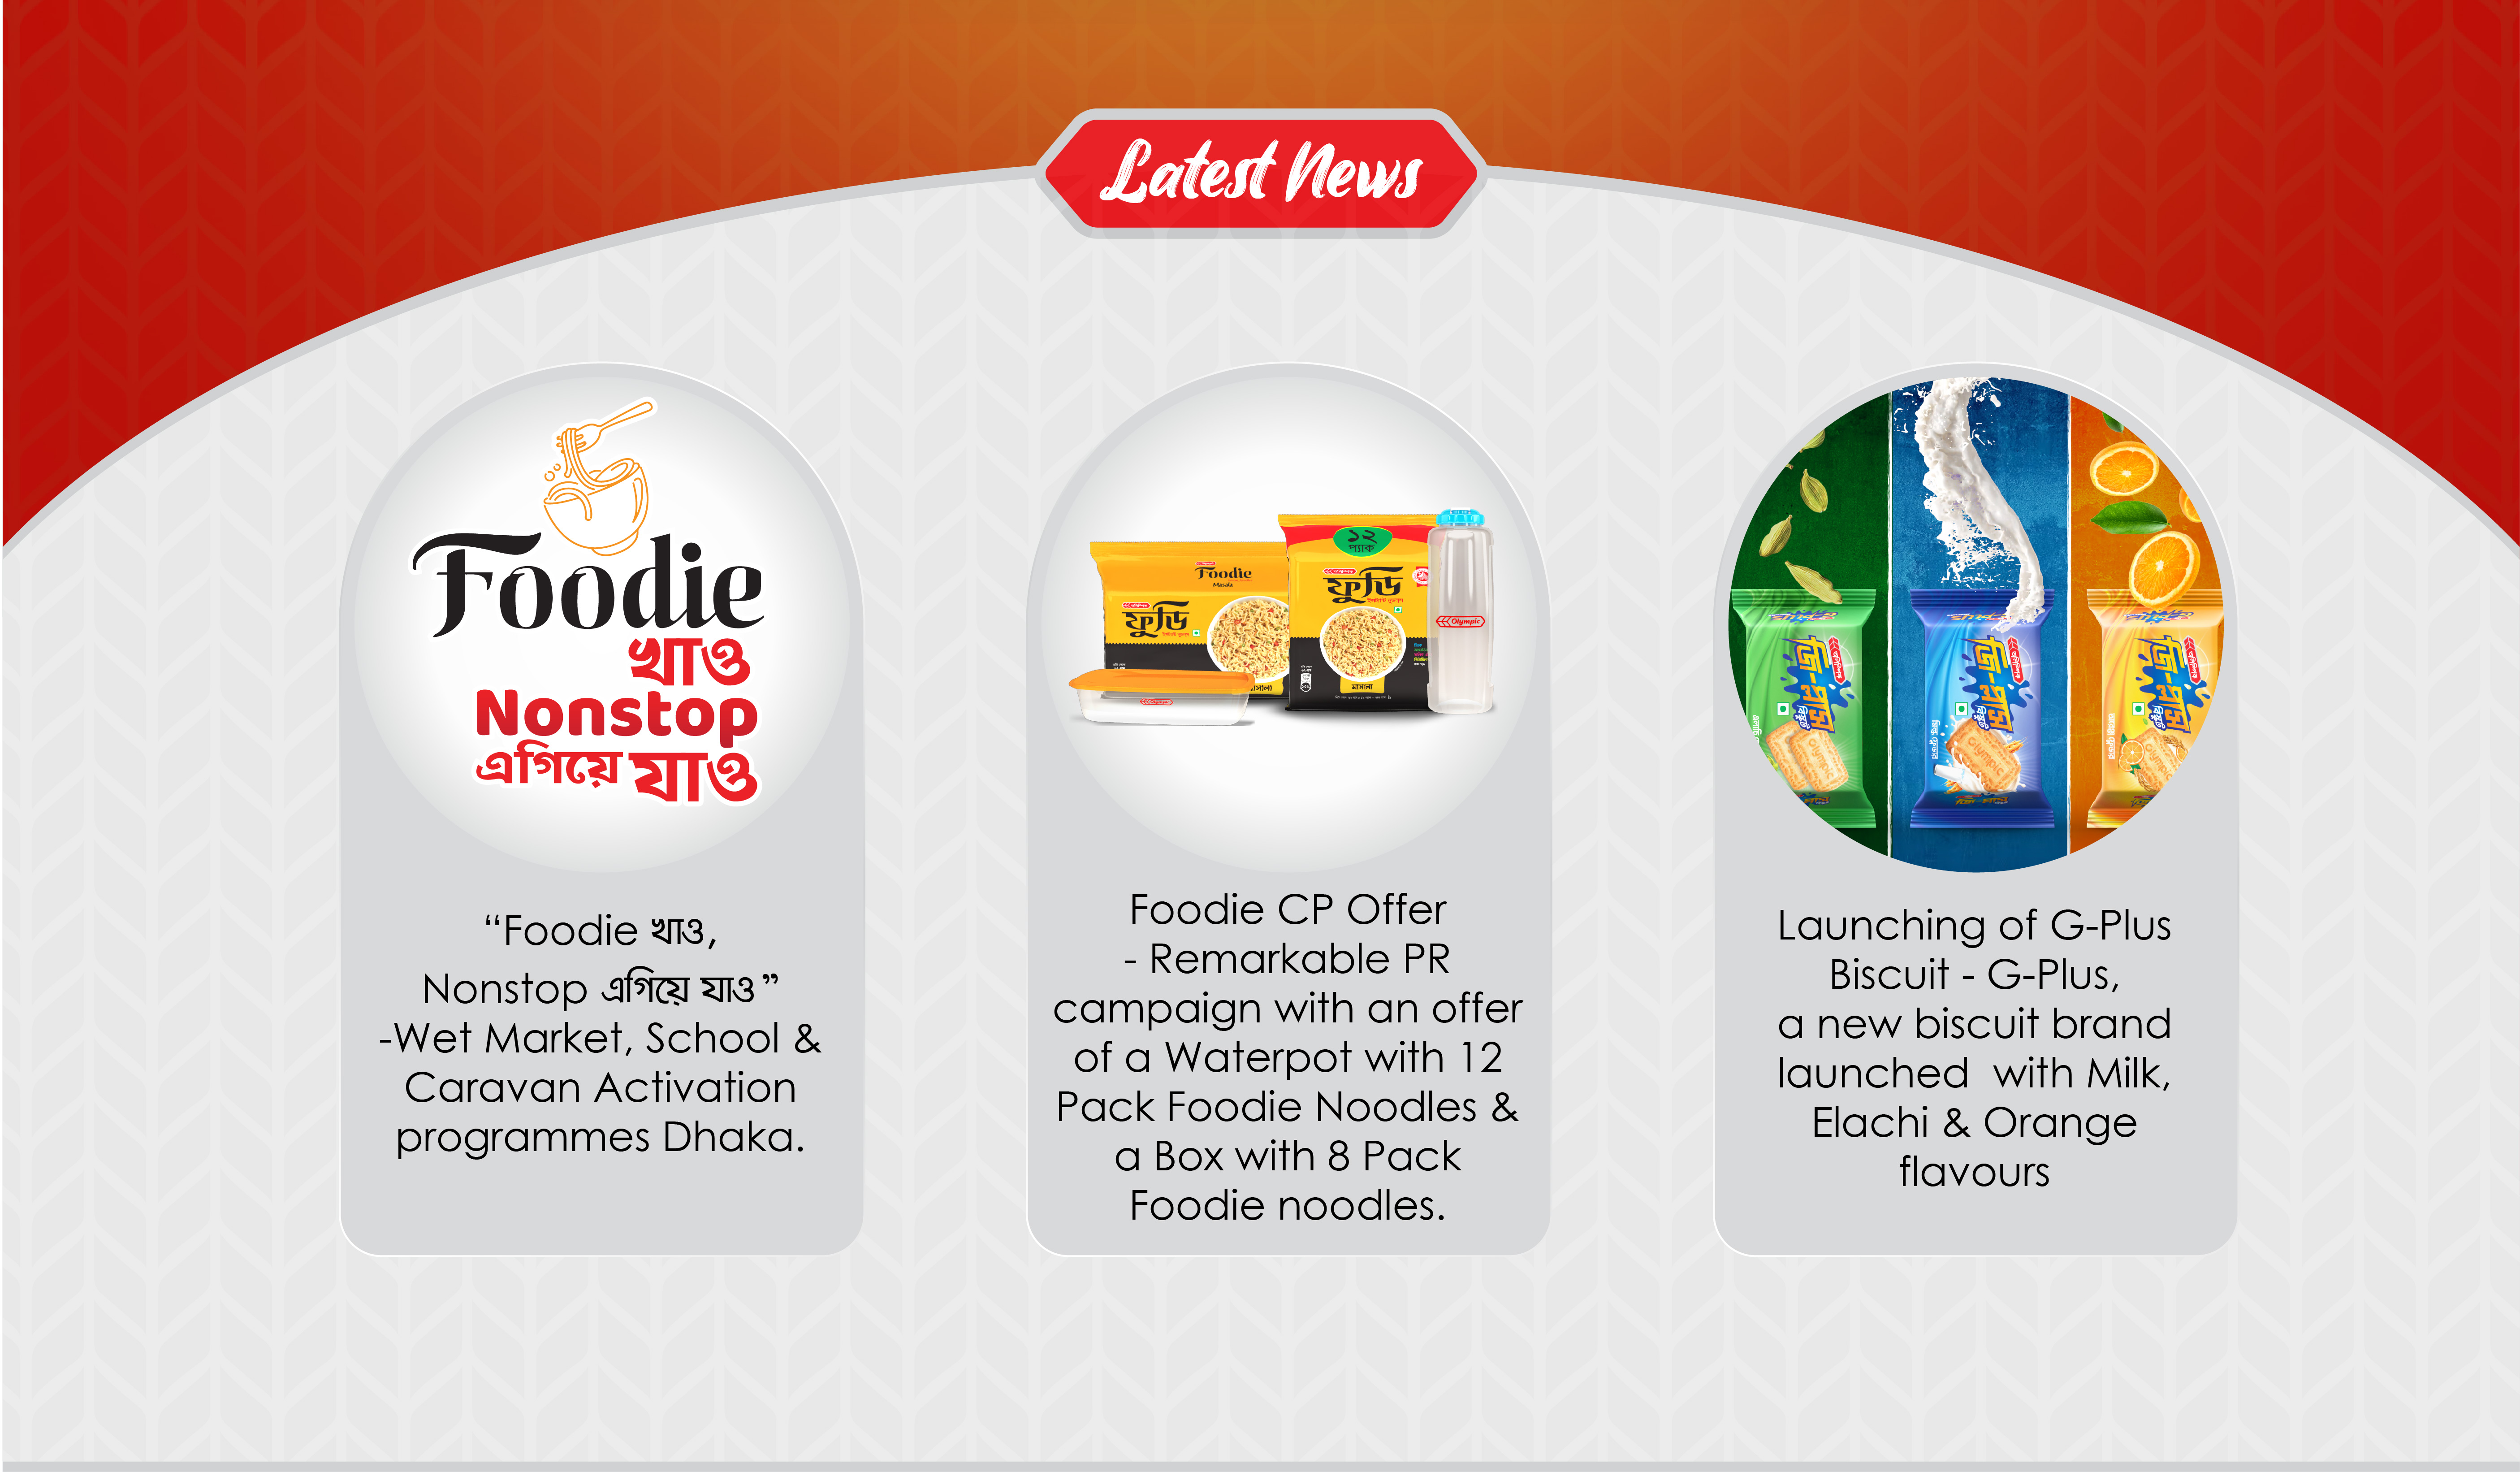 Latest News
Foodie
খাও
Nonstop
এগিয়ে যাও
“Foodie খাও,
Nonstop এগিয়ে যাও”
-Wet Market, School &
Caravan Activation
programmes Dhaka.
Foodie
Masala
ফুডি
১২
প্যাক
ফুডি
মাসালা
Olympic
Foodie CP Offer
- Remarkable PR
campaign with an offer
of a Waterpot with 12
Pack Foodie Noodles &
a Box with 8 Pack
Foodie noodles.
জি-প্লাস
জি-প্লাস
জি-প্লাস
Launching of G-Plus
Biscuit - G-Plus,
a new biscuit brand
launched  with Milk,
Elachi & Orange
flavours